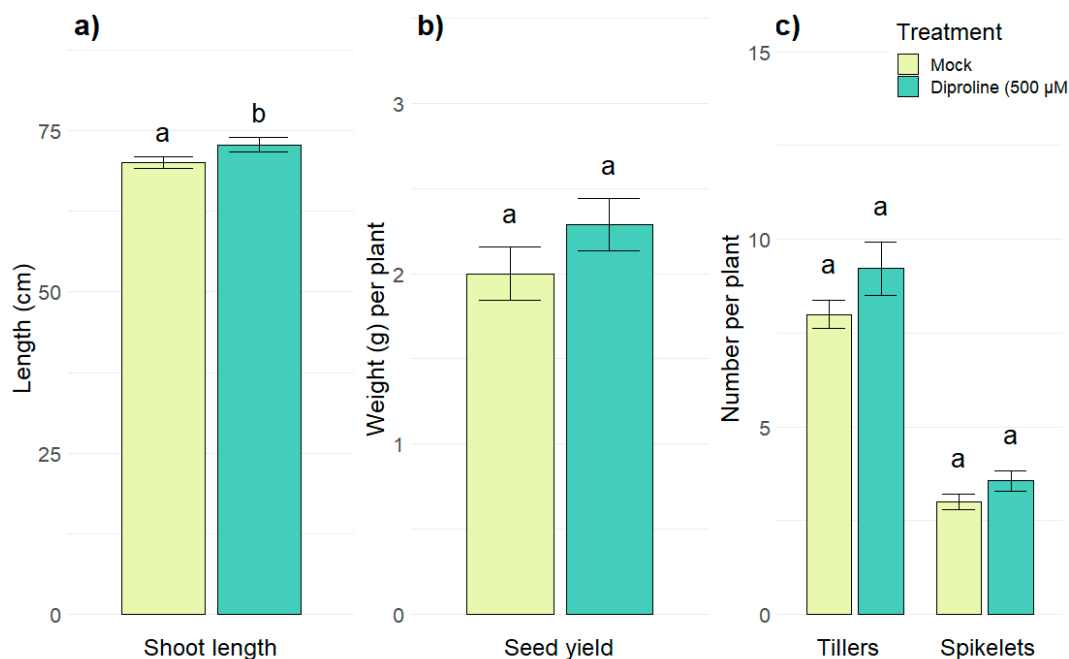 a)
b)
c)
Treatment
Mock
Diproline (500 µM
Length (cm)
75
50
25
0
a
b
Shoot length
Weight (g) per plant
3
2
1
0
a
a
Seed yield
Number per plant
15
10
5
0
a
a
a
a
Tillers
Spikelets